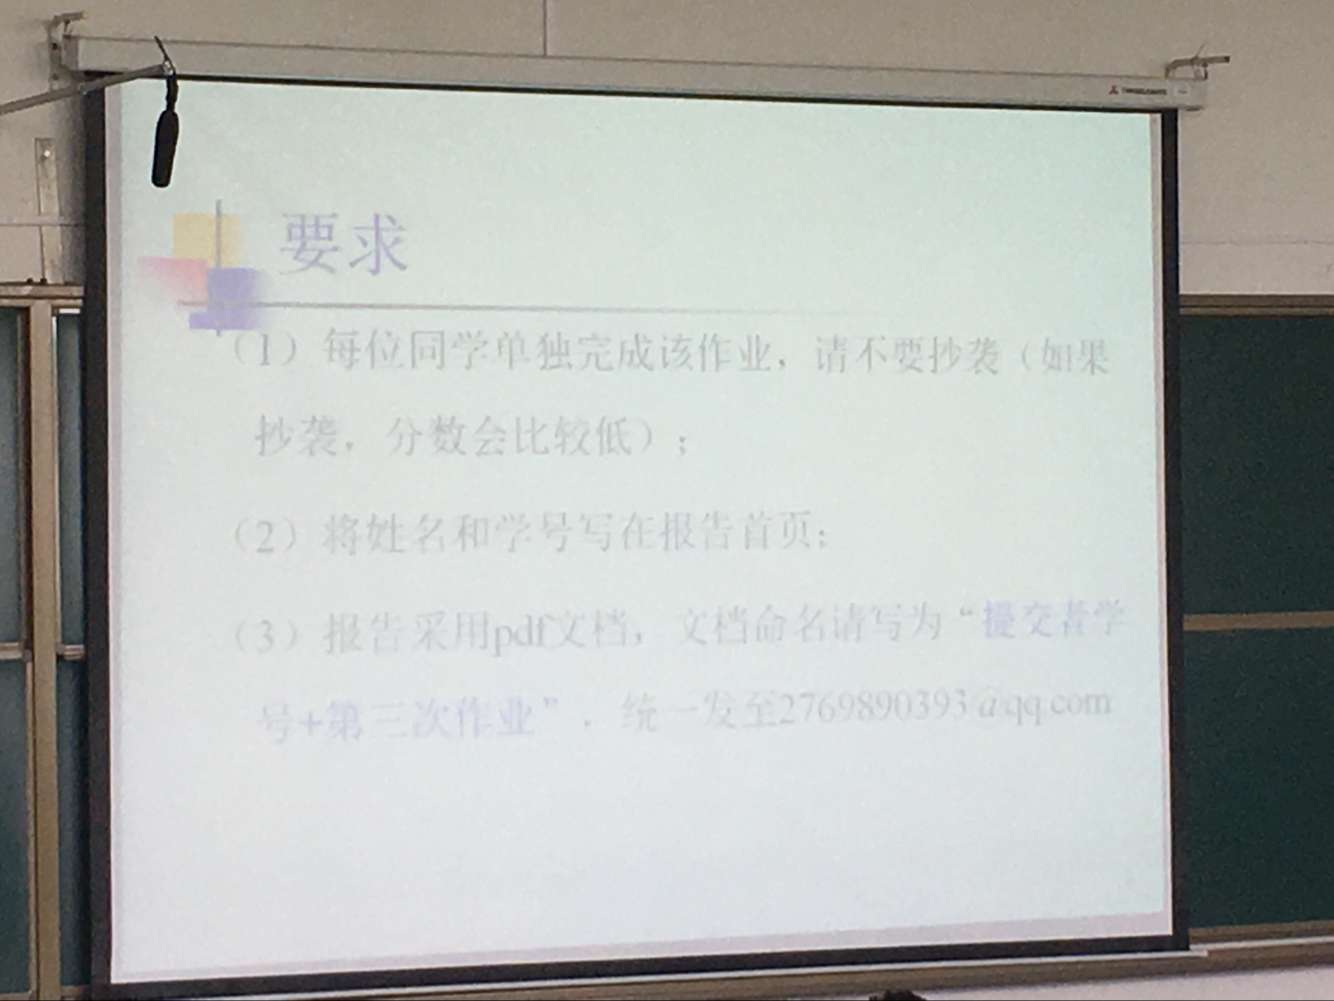 要求
（1）每位同学单独完成该作业，请不要抄袭（如果
抄袭，分数会比较低）；
（2）将姓名和学号写在报告首页；
（3）报告采用pdf文档，文档命名请写为“提交者学
号+第三次作业”，统一发至2769890393@qq.com